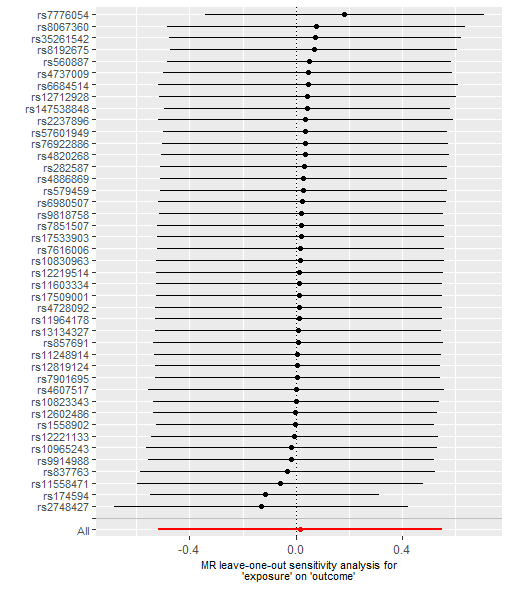 rs7776054
rs8067360
rs35261542
rs8192675
rs560887
rs4737009
rs6684514
rs12712928
rs147538848
rs2237896
rs57601949
rs76922886
rs4820268
rs282587
rs4886869
rs579459
rs6980507
rs9818758
rs7851507
rs17533903
rs7616006
rs10830963
rs12219514
rs11603334
rs17509001
rs4728092
rs11964178
rs13134327
rs857691
rs11248914
rs12819124
rs7901695
rs4607517
rs10823343
rs12602486
rs1558902
rs12221133
rs10965243
rs9914988
rs837763
rs11558471
rs174594
rs2748427
All
-0.4 0.0 0.4
MR leave-one-out sensitivity analysis for
'exposure' on 'outcome'